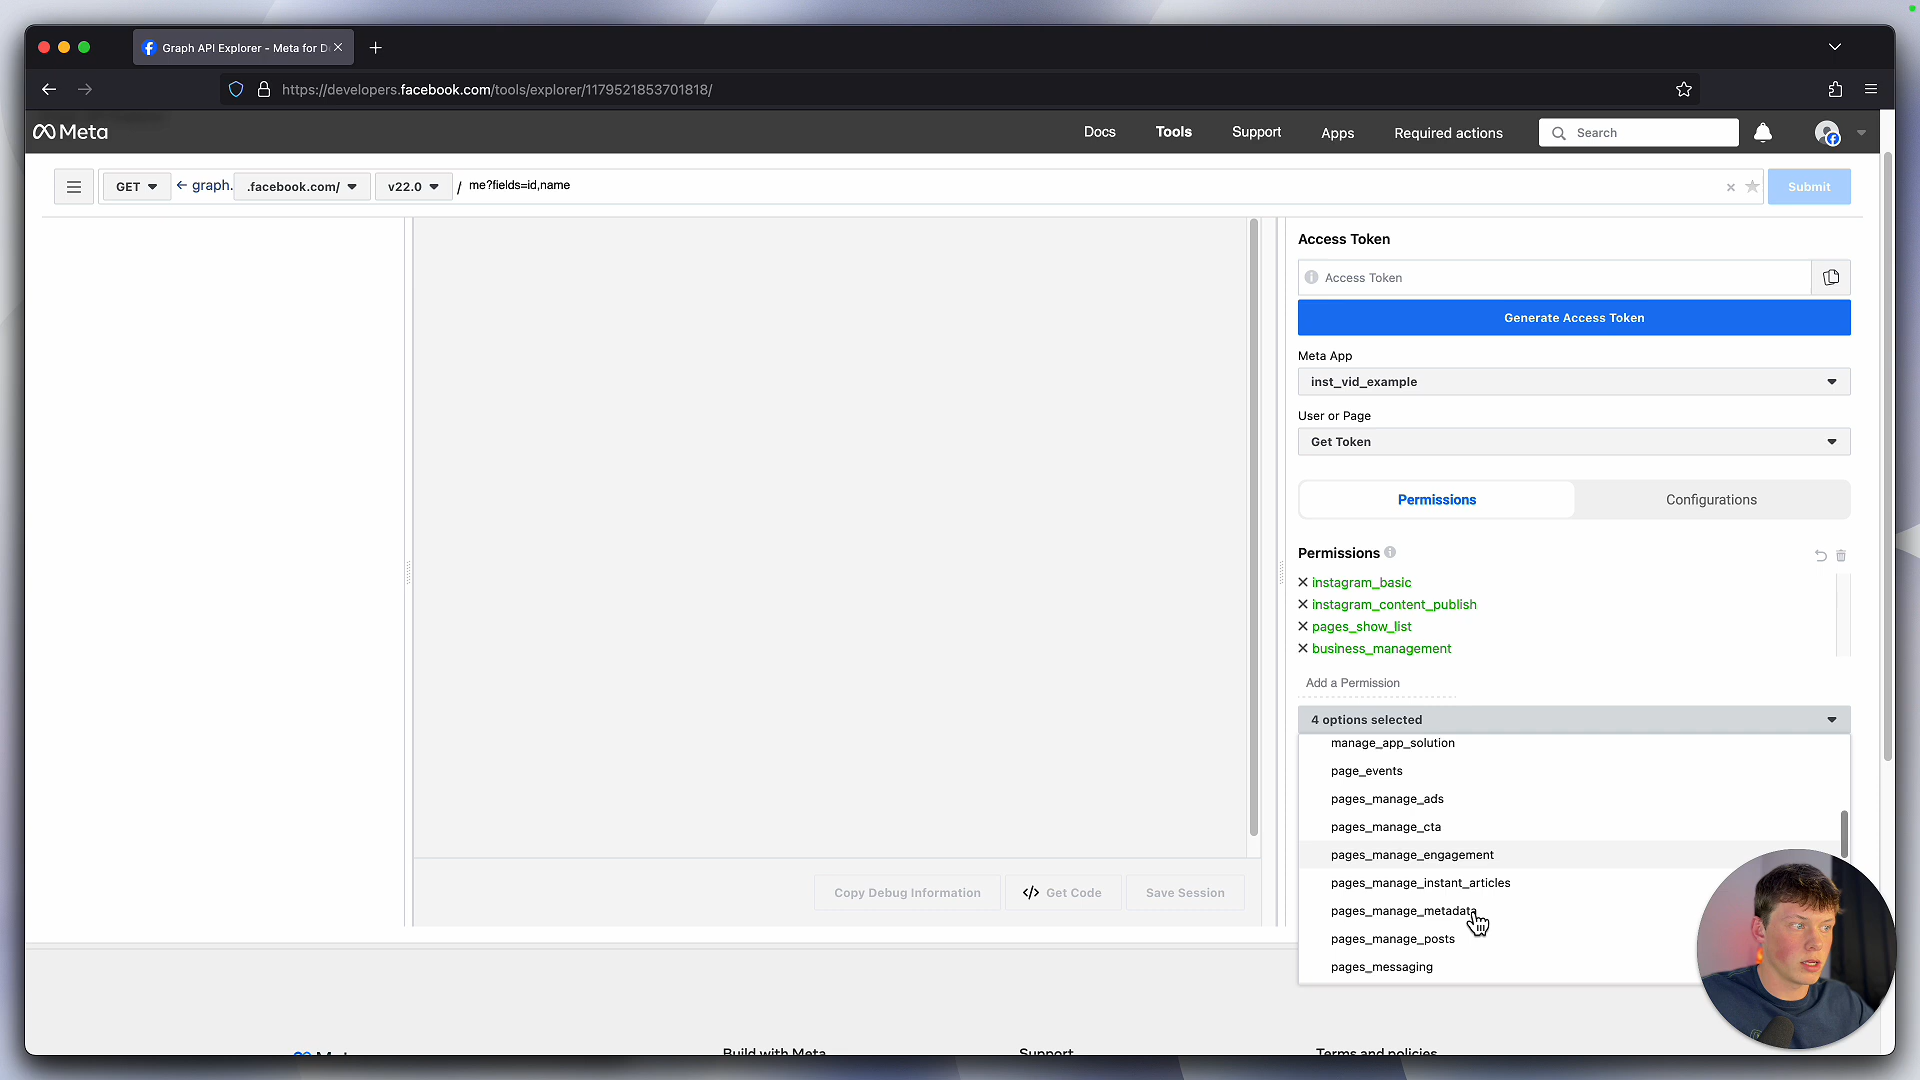 Graph API Explorer - Meta for D
https://developers.facebook.com/tools/explorer/1179521853701818/
Meta
Docs
Tools
Support
Apps
Required actions
Search
GET
graph.
.facebook.com/
v22.0
/
me?fields=id,name
Submit
Access Token
Access Token
Generate Access Token
Meta App
inst_vid_example
User or Page
Get Token
Permissions
Configurations
Permissions
instagram_basic
instagram_content_publish
pages_show_list
business_management
Add a Permission
4 options selected
manage_app_solution
page_events
pages_manage_ads
pages_manage_cta
pages_manage_engagement
pages_manage_instant_articles
pages_manage_metadata
pages_manage_posts
pages_messaging
Copy Debug Information
</> Get Code
Save Session
Build with Meta
Support
Terms and policies